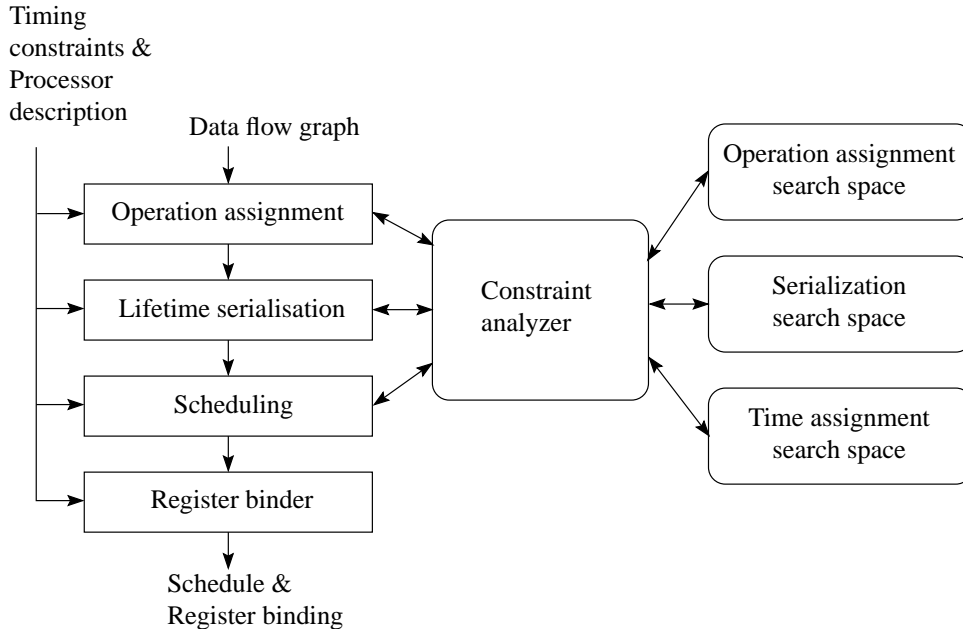 Timing
constraints &
Processor
description
Data flow graph
Operation assignment
Lifetime serialisation
Scheduling
Register binder
Schedule &
Register binding
Constraint
analyzer
Operation assignment
search space
Serialization
search space
Time assignment
search space